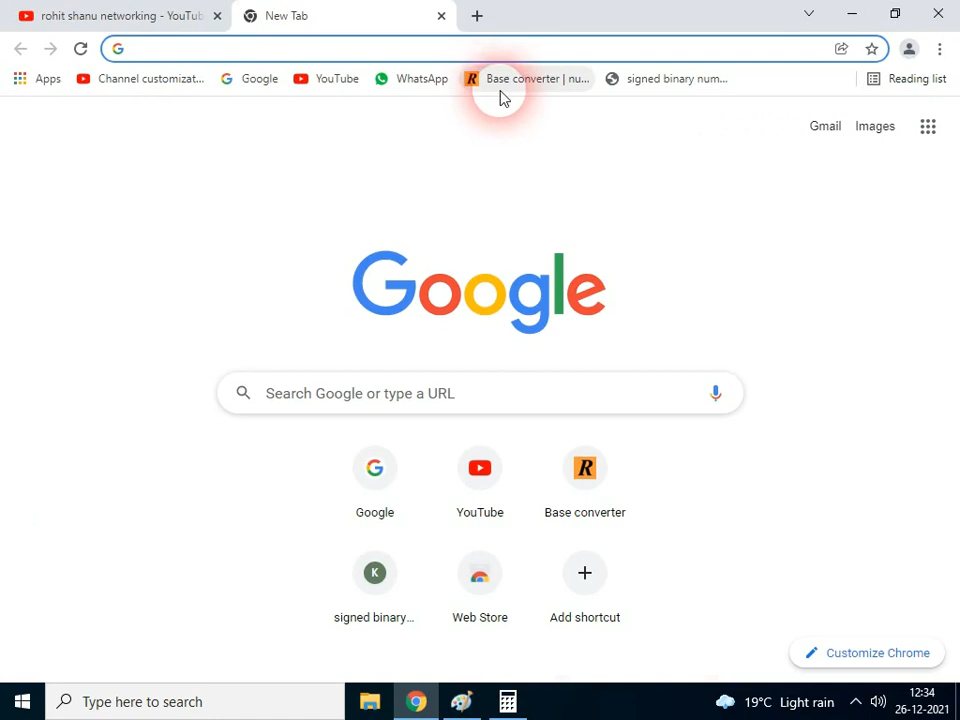 rohit shanu networking - YouTub
New Tab
Apps
Channel customizat...
Google
YouTube
WhatsApp
Base converter | nu...
signed binary num...
Reading list
Gmail
Images
Google
Search Google or type a URL
Google
YouTube
R
Base converter
K
signed binary...
Web Store
Add shortcut
Customize Chrome
Type here to search
19°C Light rain
12:34
26-12-2021